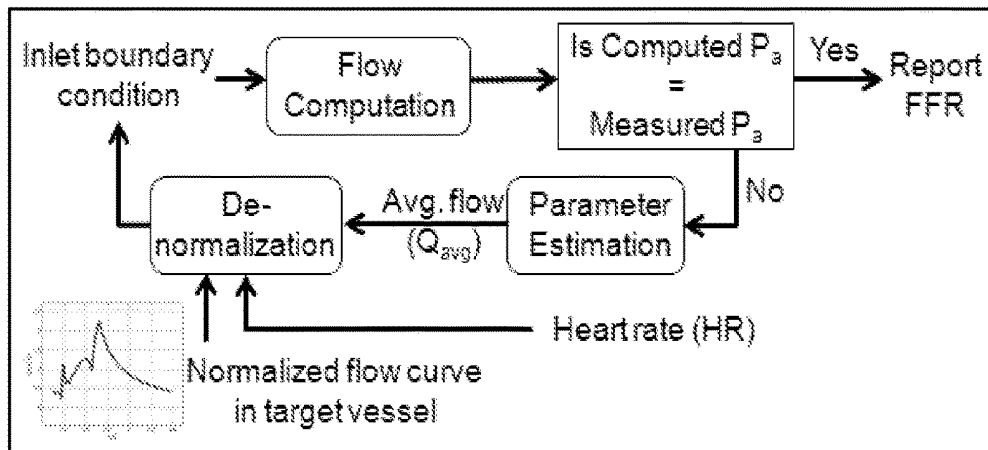 Inlet boundary
condition
Flow
Computation
Is Computed Pₐ
=
Measured Pₐ
Yes
Report
FFR
No
Parameter
Estimation
Avg. flow
(Q_avg)
De-
normalization
Heart rate (HR)
Normalized flow curve
in target vessel